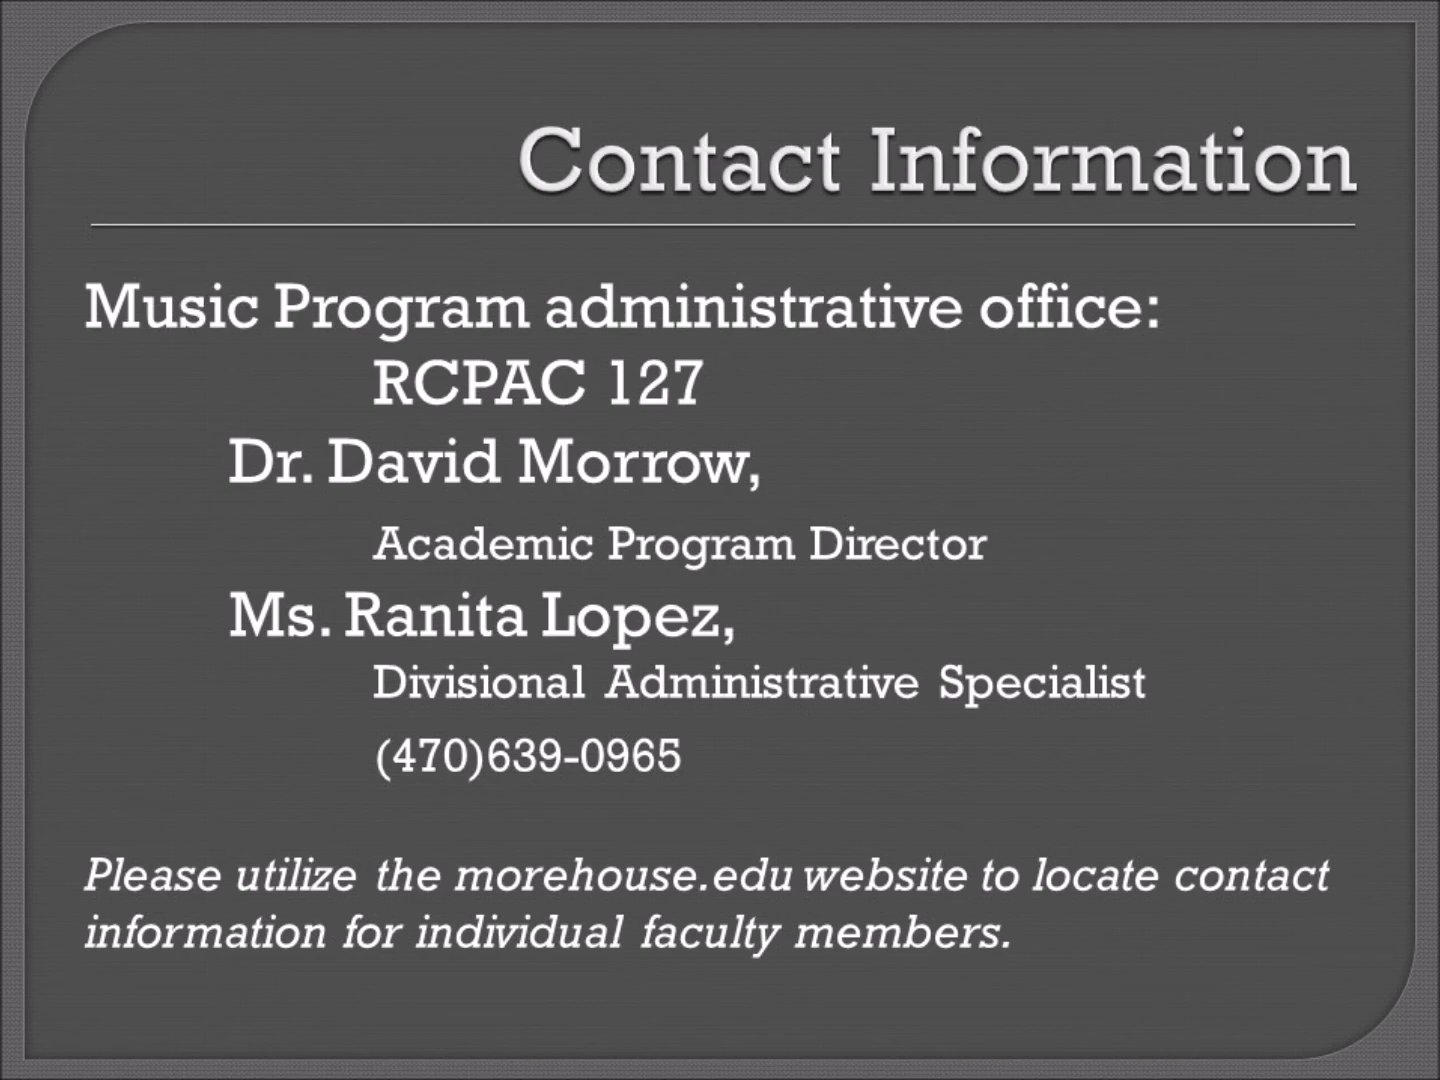 Contact Information
Music Program administrative office:
RCPAC 127
Dr. David Morrow,
Academic Program Director
Ms. Ranita Lopez,
Divisional Administrative Specialist
(470)639-0965
Please utilize the morehouse.edu website to locate contact
information for individual faculty members.